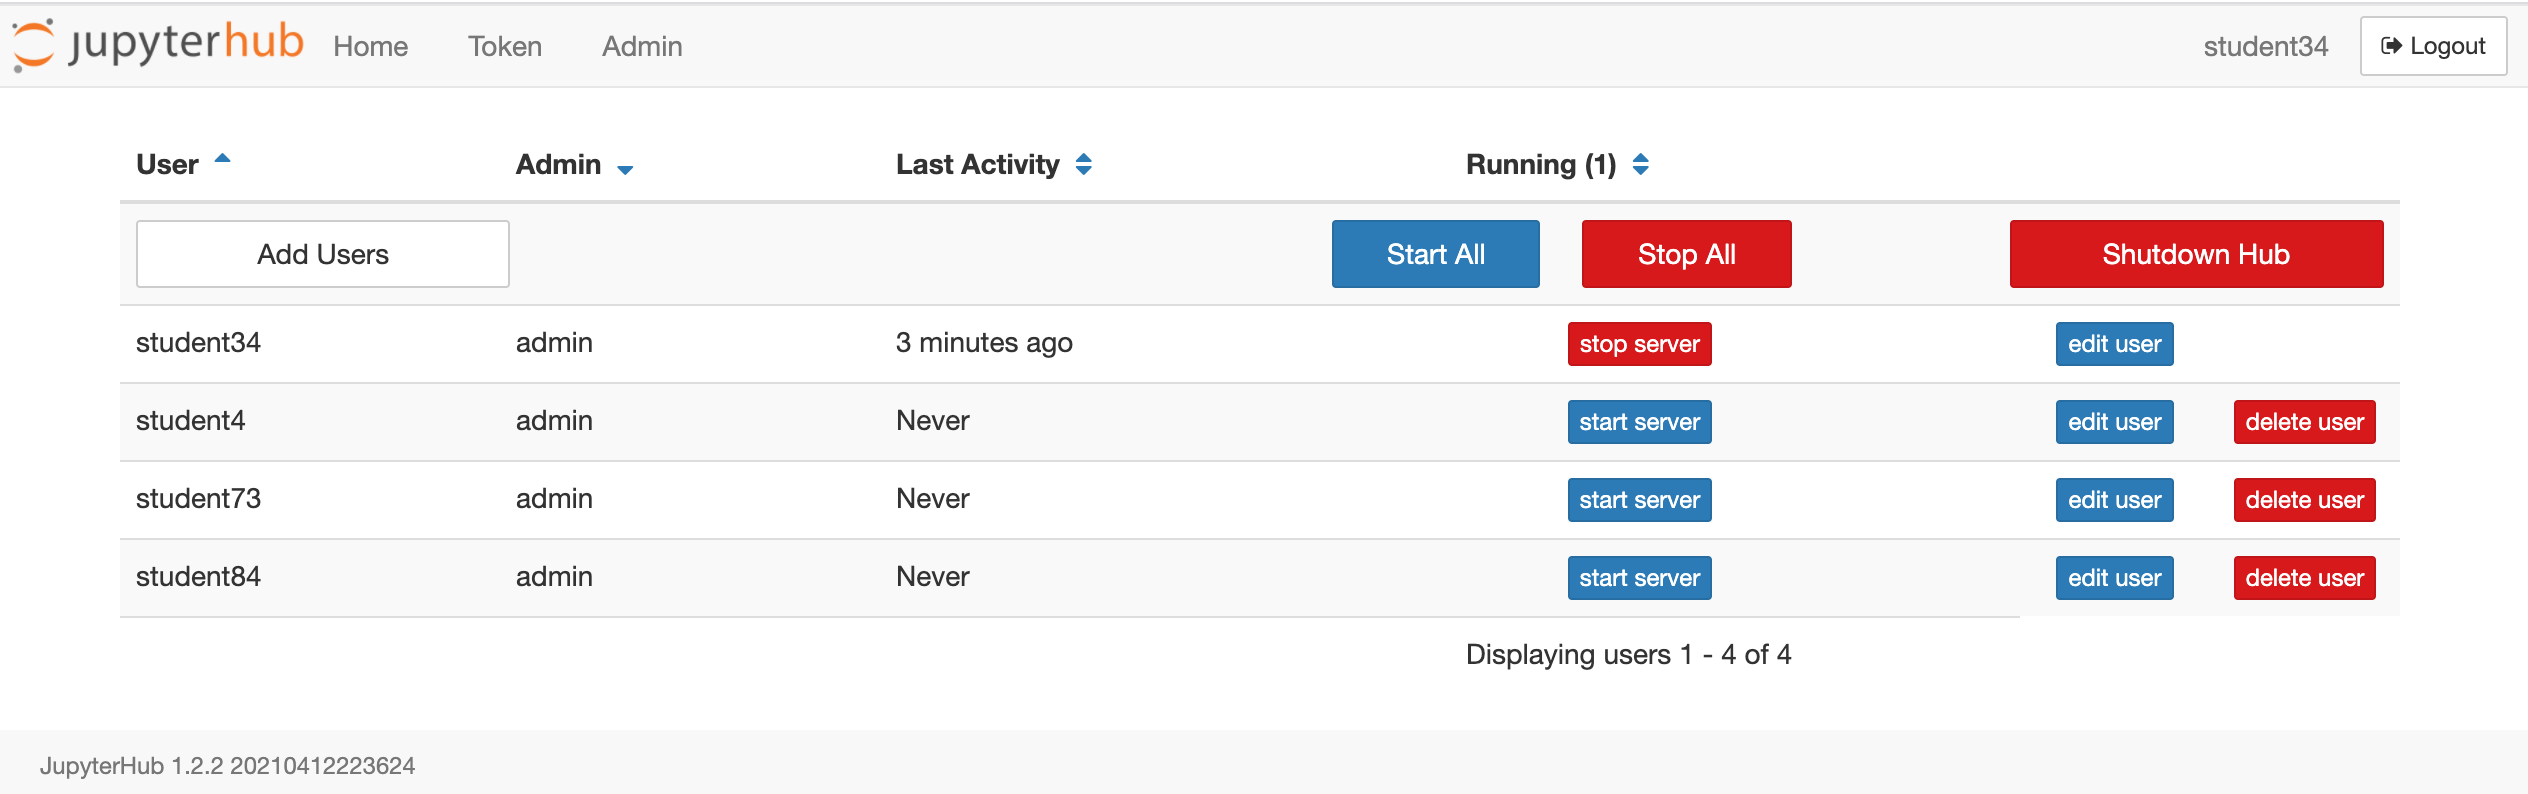 jupyterhub Home Token Admin student34 Logout
User Admin Last Activity Running (1)
Add Users Start All Stop All Shutdown Hub
student34 admin 3 minutes ago stop server edit user
student4 admin Never start server edit user delete user
student73 admin Never start server edit user delete user
student84 admin Never start server edit user delete user
Displaying users 1 - 4 of 4
JupyterHub 1.2.2 20210412223624